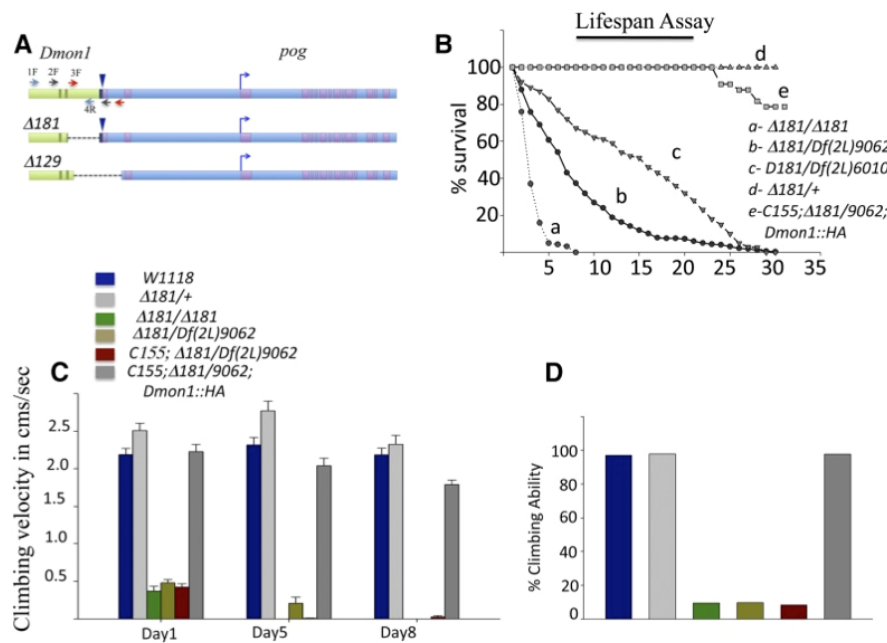 A
Dmon1
pog
1F 2F 3F
4R
Δ181
Δ129
B
Lifespan Assay
% survival
100
80
60
40
20
5 15 25 35
a
b
c
d
e
a- Δ181/Δ181
b- Δ181/Df(2L)9062
c- D181/Df(2L)6010
d- Δ181/+
e-C155;Δ181/9062;
Dmon1::HA
W1118
Δ181/+
Δ181/Δ181
Δ181/Df(2L)9062
C155; Δ181/Df(2L)9062
C155;Δ181/9062;
Dmon1::HA
C
Climbing velocity in cms/sec
2.5
2.0
1.5
1.0
0.5
Day1 Day5 Day8
D
% Climbing Ability
100
80
60
40
20
0